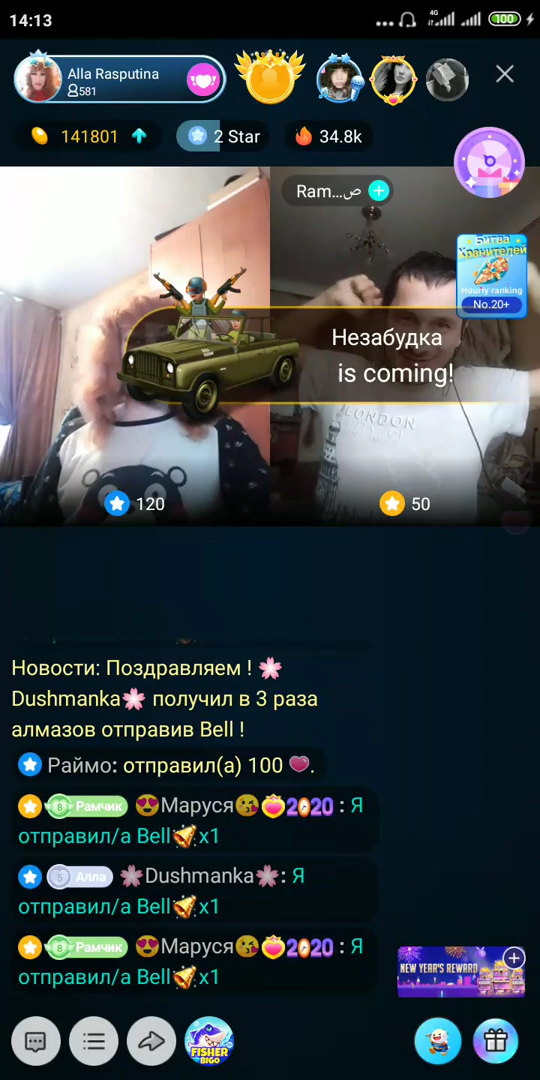 14:13
4G
100
Alla Rasputina
581
141801
2 Star
34.8k
Ram...ص
Битва
Хранителей
Hourly ranking
No.20+
Незабудка
is coming!
LONDON
120
50
Новости: Поздравляем ! 🌸
Dushmanka🌸 получил в 3 раза
алмазов отправив Bell !
Раймо: отправил(а) 100 ❤.
8 Рамчик 😍Маруся😘🍑2020 : Я
отправил/а Bell🔔x1
5 Алла 🌸Dushmanka🌸: Я
отправил/а Bell🔔x1
8 Рамчик 😍Маруся😘🍑2020 : Я
отправил/а Bell🔔x1
NEW YEAR'S REWARD
FISHER
BIGO